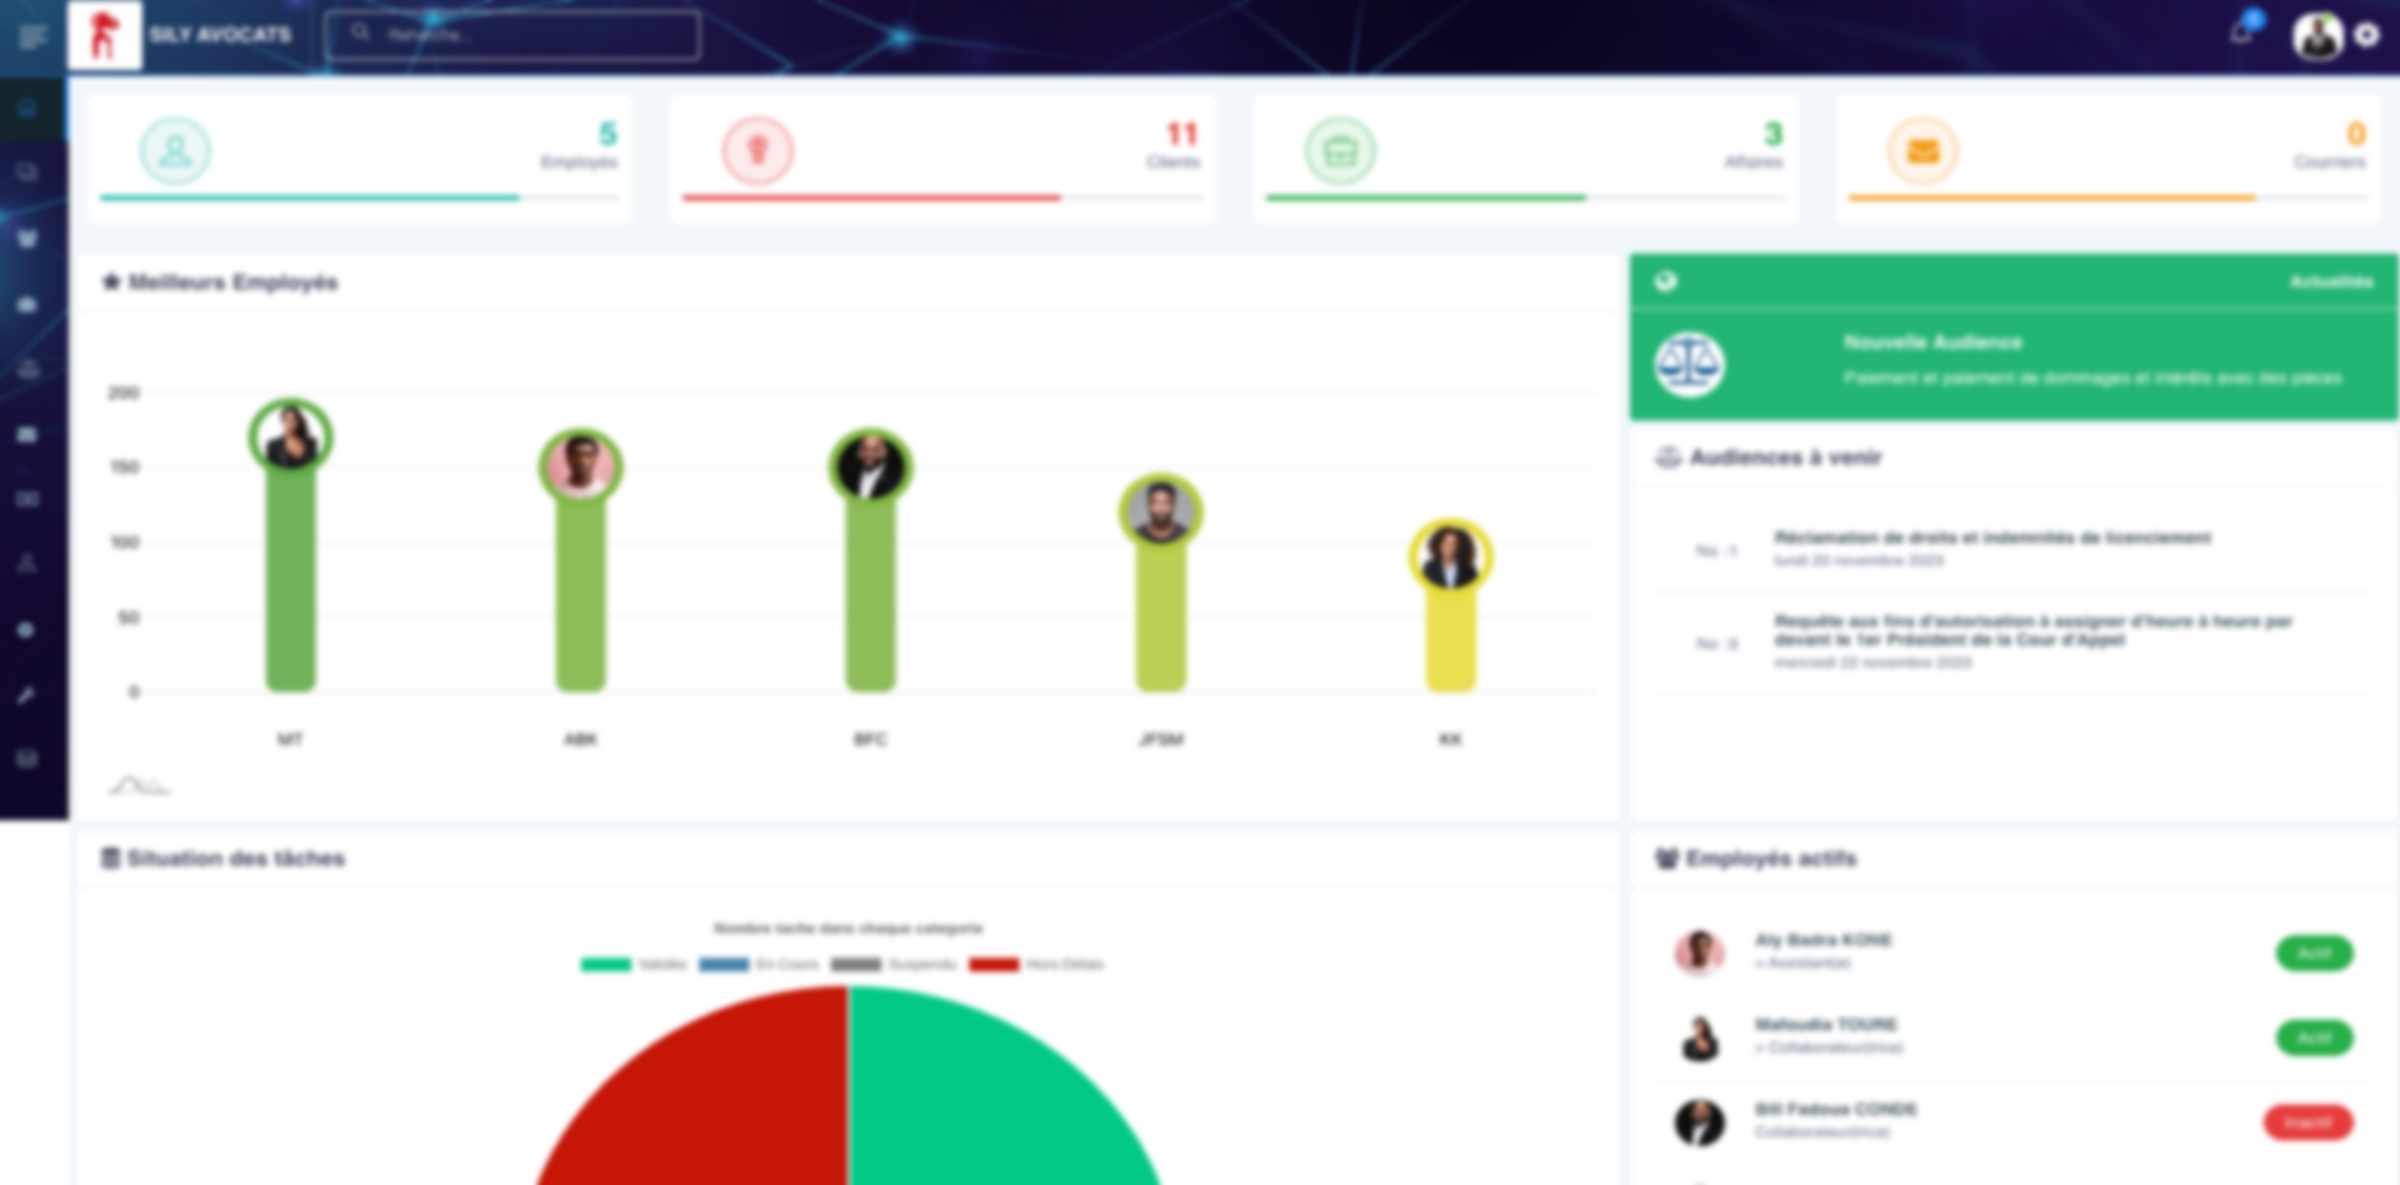 SILY AVOCATS
Recherche...
5
Employés
11
Clients
3
Affaires
0
Courriers
Meilleurs Employés
200
150
100
50
0
MT
ABK
BFC
JFSM
KK
Actualités
Nouvelle Audience
Paiement et paiement de dommages et intérêts avec des pièces
Audiences à venir
No :1
Réclamation de droits et indemnités de licenciement
lundi 20 novembre 2023
No :3
Requête aux fins d'autorisation à assigner d'heure à heure par
devant le 1er Président de la Cour d'Appel
mercredi 22 novembre 2023
Situation des tâches
Nombre tache dans chaque categorie
Validée
En Cours
Suspendu
Hors Délais
Employés actifs
Aly Badra KONE
> Assistant(e)
Actif
Mafoudia TOURE
> Collaborateur(trice)
Actif
Bill Fadoua CONDE
Collaborateur(trice)
Inactif